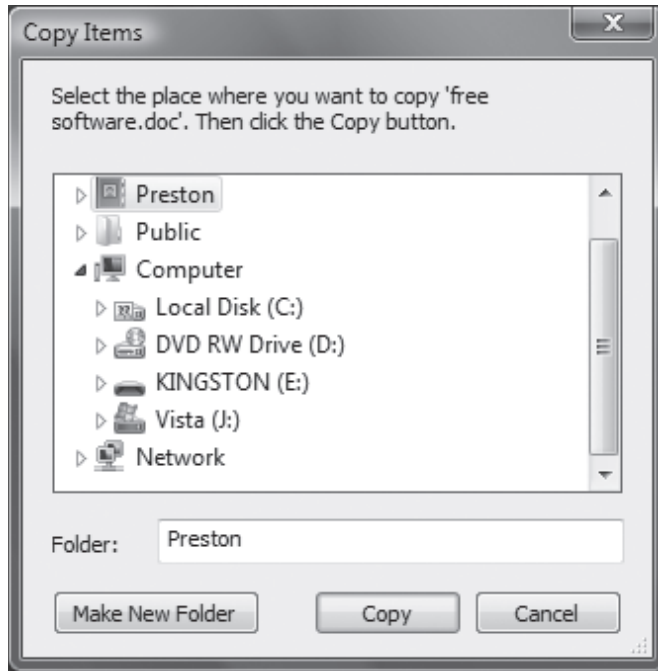 Copy Items
Select the place where you want to copy 'free
software.doc'. Then click the Copy button.
Preston
Public
Computer
Local Disk (C:)
DVD RW Drive (D:)
KINGSTON (E:)
Vista (J:)
Network
Folder: Preston
Make New Folder Copy Cancel